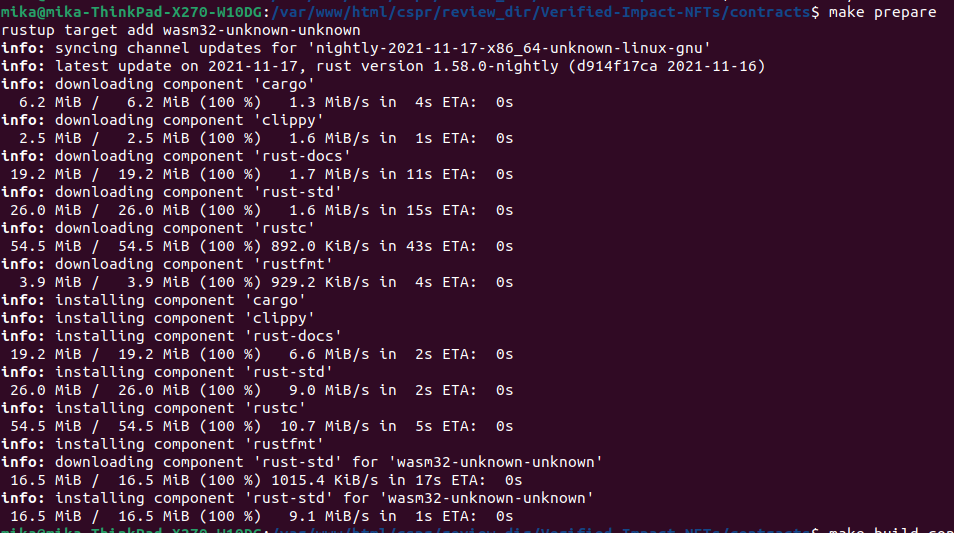 mika@mika-ThinkPad-X270-W10DG:/var/www/html/cspr/review_dir/Verified-Impact-NFTs/contracts$ make prepare
rustup target add wasm32-unknown-unknown
info: syncing channel updates for 'nightly-2021-11-17-x86_64-unknown-linux-gnu'
info: latest update on 2021-11-17, rust version 1.58.0-nightly (d914f17ca 2021-11-16)
info: downloading component 'cargo'
6.2 MiB / 6.2 MiB (100 %) 1.3 MiB/s in 4s ETA: 0s
info: downloading component 'clippy'
2.5 MiB / 2.5 MiB (100 %) 1.6 MiB/s in 1s ETA: 0s
info: downloading component 'rust-docs'
19.2 MiB / 19.2 MiB (100 %) 1.7 MiB/s in 11s ETA: 0s
info: downloading component 'rust-std'
26.0 MiB / 26.0 MiB (100 %) 1.6 MiB/s in 15s ETA: 0s
info: downloading component 'rustc'
54.5 MiB / 54.5 MiB (100 %) 892.0 KiB/s in 43s ETA: 0s
info: downloading component 'rustfmt'
3.9 MiB / 3.9 MiB (100 %) 929.2 KiB/s in 4s ETA: 0s
info: installing component 'cargo'
info: installing component 'clippy'
info: installing component 'rust-docs'
19.2 MiB / 19.2 MiB (100 %) 6.6 MiB/s in 2s ETA: 0s
info: installing component 'rust-std'
26.0 MiB / 26.0 MiB (100 %) 9.0 MiB/s in 2s ETA: 0s
info: installing component 'rustc'
54.5 MiB / 54.5 MiB (100 %) 10.7 MiB/s in 5s ETA: 0s
info: installing component 'rustfmt'
info: downloading component 'rust-std' for 'wasm32-unknown-unknown'
16.5 MiB / 16.5 MiB (100 %) 1015.4 KiB/s in 17s ETA: 0s
info: installing component 'rust-std' for 'wasm32-unknown-unknown'
16.5 MiB / 16.5 MiB (100 %) 9.1 MiB/s in 1s ETA: 0s
mika@mika-ThinkPad-X270-W10DG:/var/www/html/cspr/review_dir/Verified-Impact-NFTs/contracts$ make build